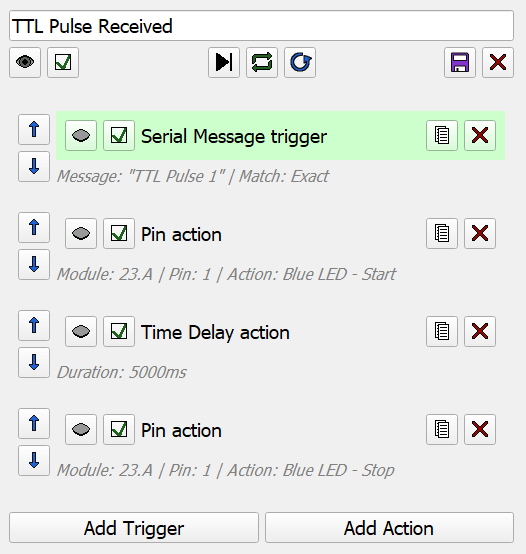 TTL Pulse Received
Serial Message trigger
Message: "TTL Pulse 1" | Match: Exact
Pin action
Module: 23.A | Pin: 1 | Action: Blue LED - Start
Time Delay action
Duration: 5000ms
Pin action
Module: 23.A | Pin: 1 | Action: Blue LED - Stop
Add Trigger
Add Action